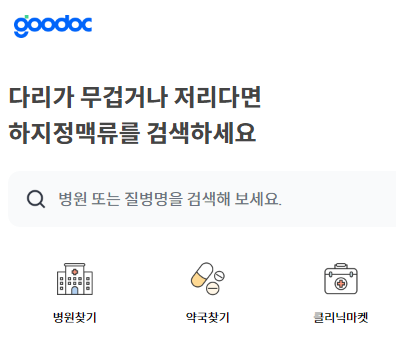 goodoc
다리가 무겁거나 저리다면
하지정맥류를 검색하세요
병원 또는 질병명을 검색해 보세요.
병원찾기 약국찾기 클리닉마켓